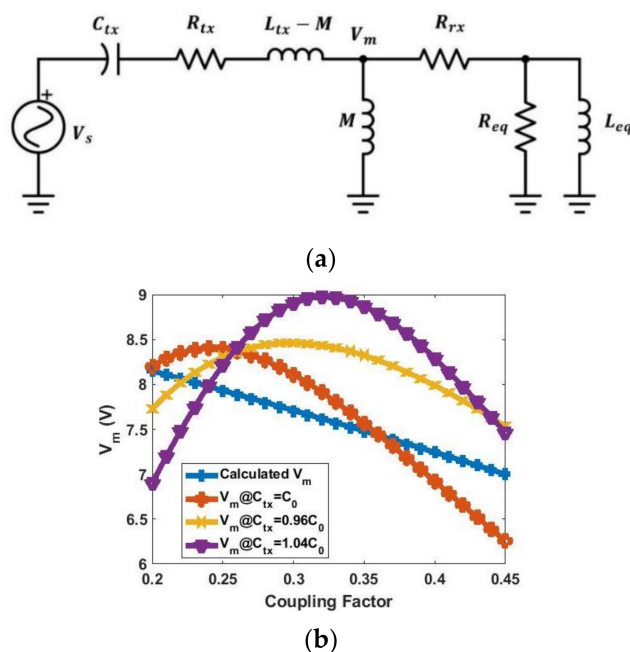 C_tx R_tx L_tx − M V_m R_rx
+
V_s M R_eq L_eq
(a)
9
8.5
8
7.5
7
6.5
6
V_m (V)
Calculated V_m
V_m@C_tx=C_0
V_m@C_tx=0.96C_0
V_m@C_tx=1.04C_0
0.2 0.25 0.3 0.35 0.4 0.45
Coupling Factor
(b)